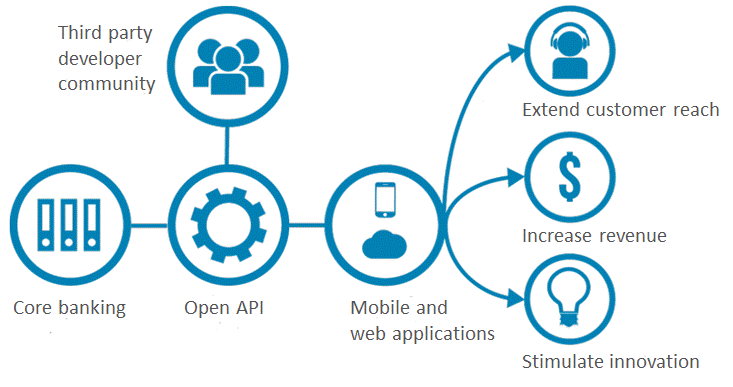 Third party
developer
community
Extend customer reach
$
Increase revenue
Core banking
Open API
Mobile and
web applications
Stimulate innovation